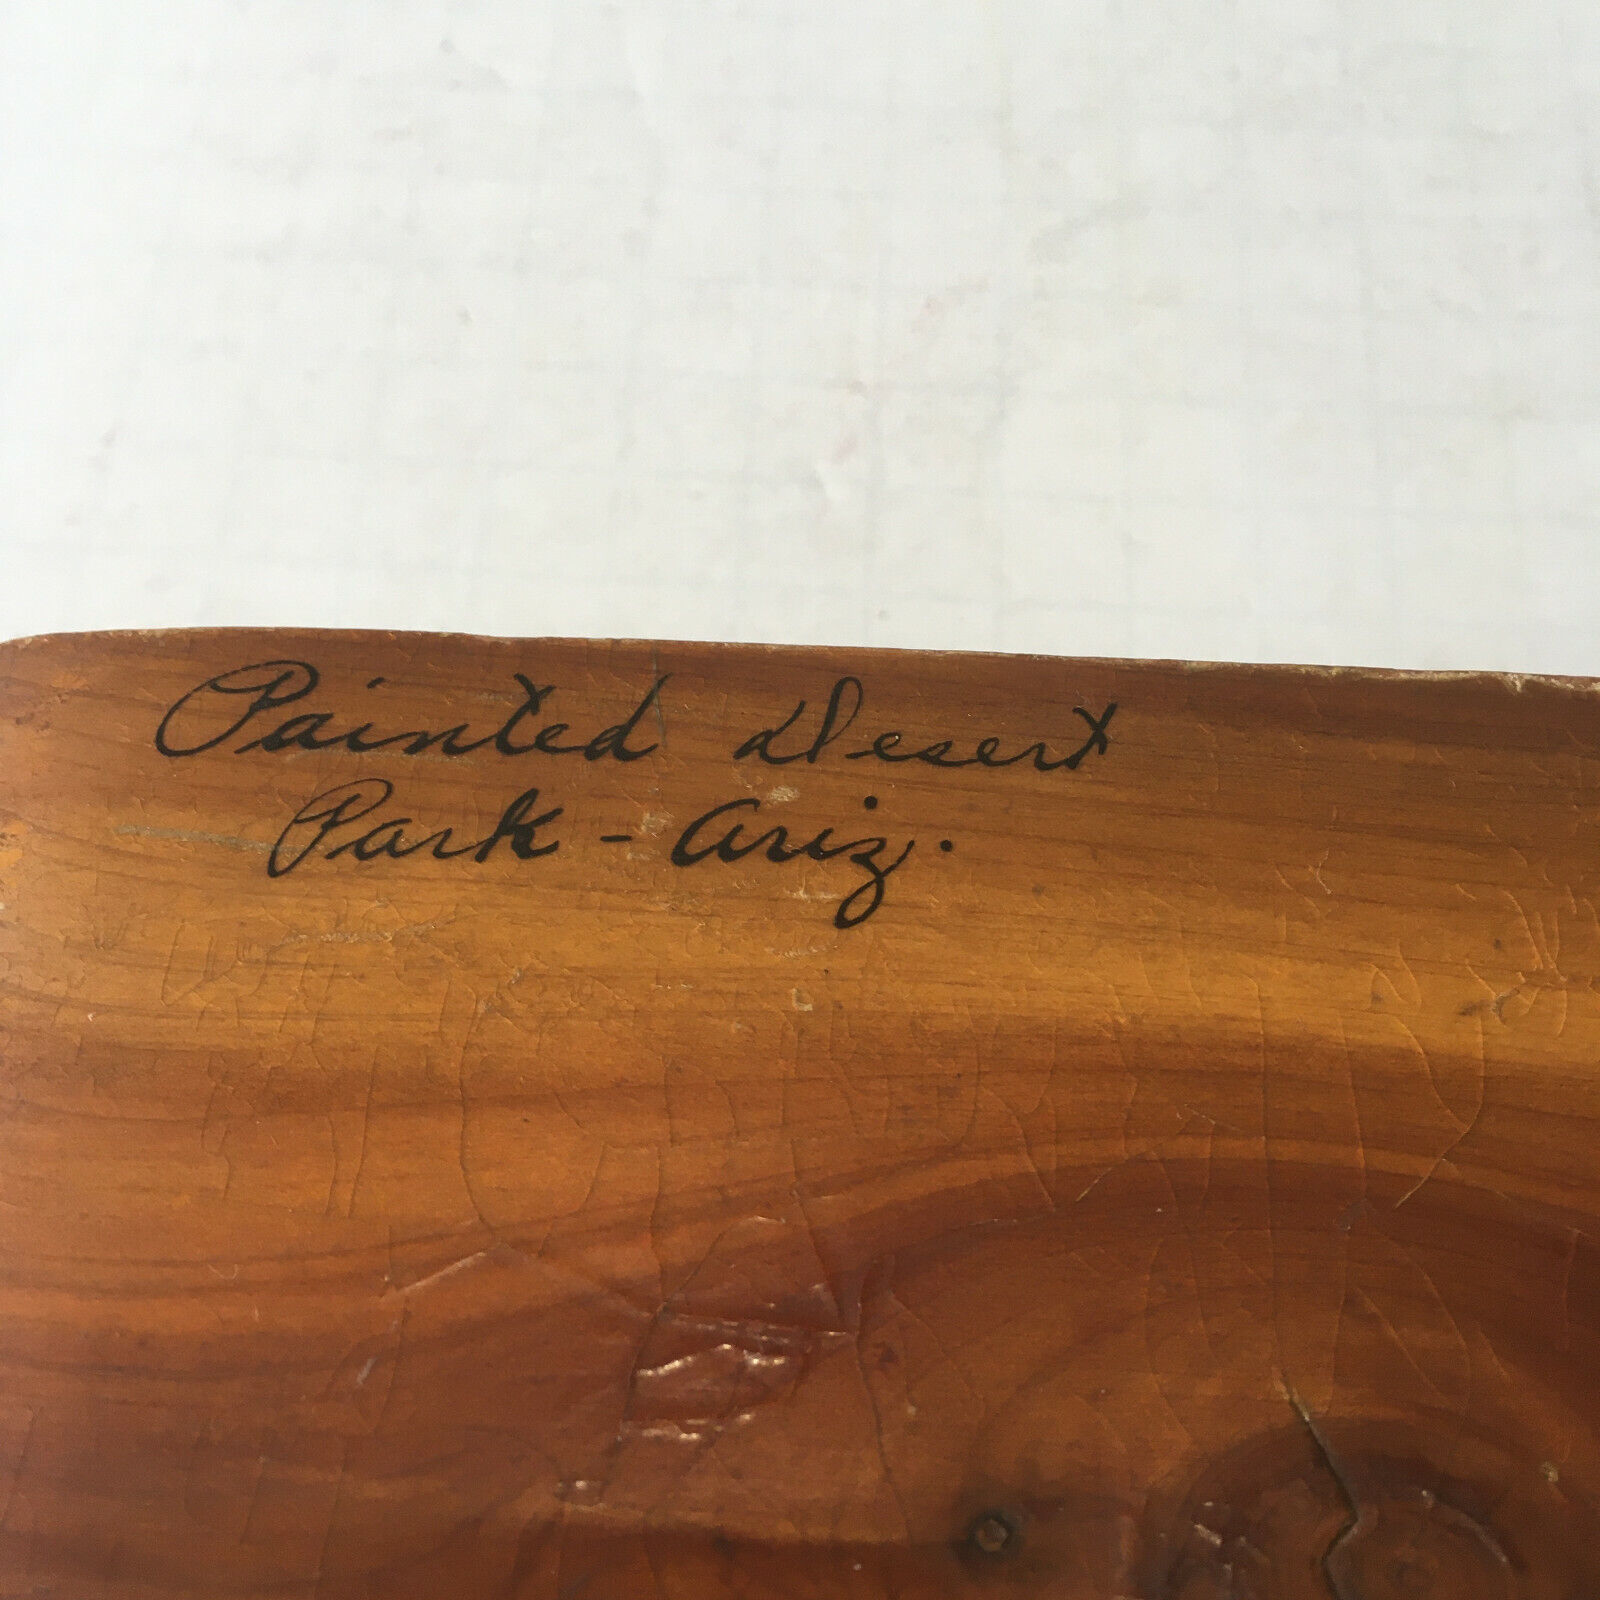 Painted Desert
Park - Ariz.